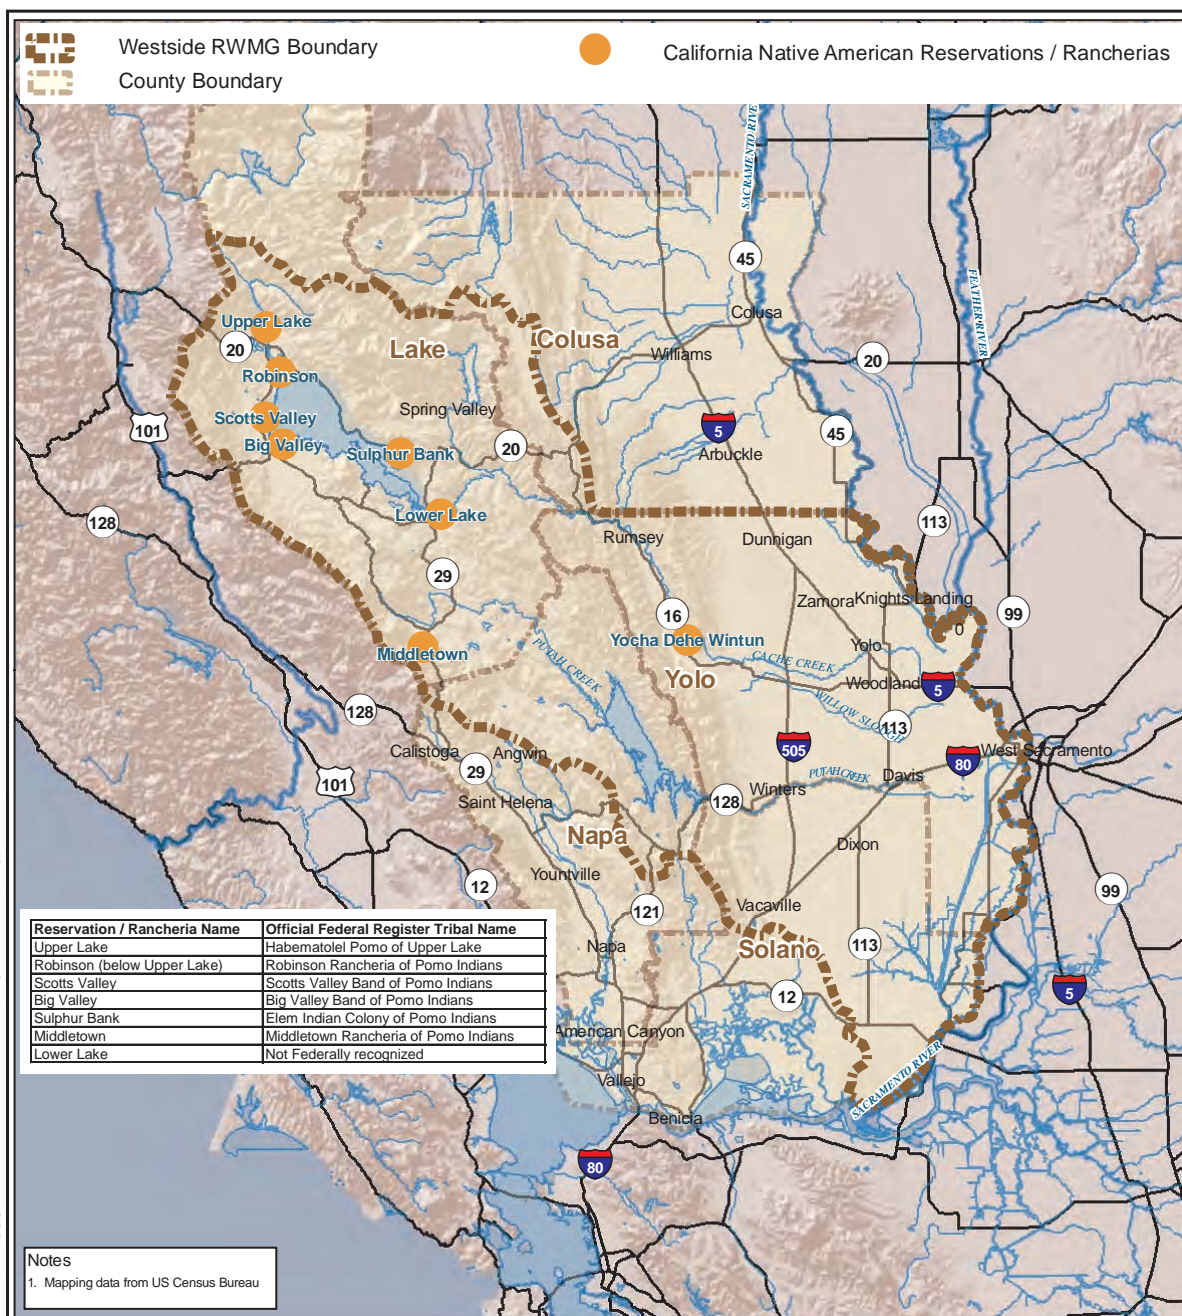 Westside RWMG Boundary
California Native American Reservations / Rancherias
County Boundary
SACRAMENTO RIVER
45
FEATHER RIVER
Colusa
Upper Lake
20
Lake
Colusa
Williams
20
Robinson
Spring Valley
Scotts Valley
101
5
45
Big Valley
Sulphur Bank
20
Arbuckle
Lower Lake
128
113
Rumsey
Dunnigan
29
Zamora
Knights Landing
99
16
0
Middletown
Yocha Dehe Wintun
Yolo
PUTAH CREEK
CACHE CREEK
Yolo
Woodland
5
128
WILLOW SLOUGH
113
Calistoga
Angwin
505
West Sacramento
80
29
101
PUTAH CREEK
Davis
Saint Helena
128
Winters
Napa
Dixon
Yountville
12
99
121
Vacaville
Napa
Solano
113
12
5
American Canyon
SACRAMENTO RIVER
Vallejo
Benicia
80
Reservation / Rancheria Name Official Federal Register Tribal Name
Upper Lake Habematolel Pomo of Upper Lake
Robinson (below Upper Lake) Robinson Rancheria of Pomo Indians
Scotts Valley Scotts Valley Band of Pomo Indians
Big Valley Big Valley Band of Pomo Indians
Sulphur Bank Elem Indian Colony of Pomo Indians
Middletown Middletown Rancheria of Pomo Indians
Lower Lake Not Federally recognized
Notes
1. Mapping data from US Census Bureau